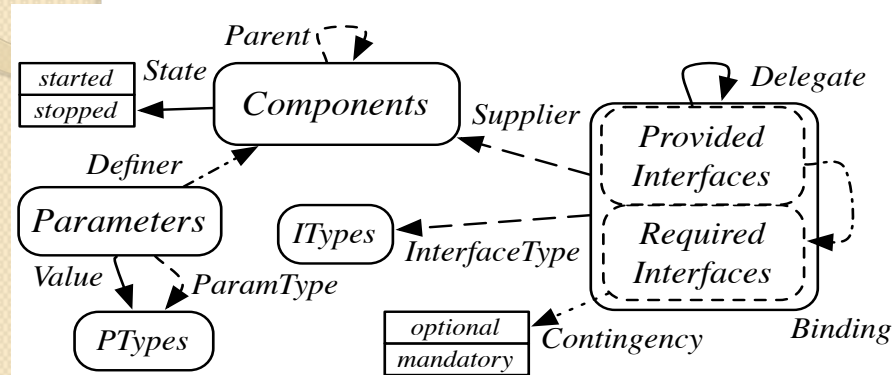 Parent
State
started
stopped
Components
Delegate
Supplier
Provided
Interfaces
Definer
Parameters
ITypes
InterfaceType
Required
Interfaces
Value
ParamType
PTypes
optional
mandatory
Contingency
Binding